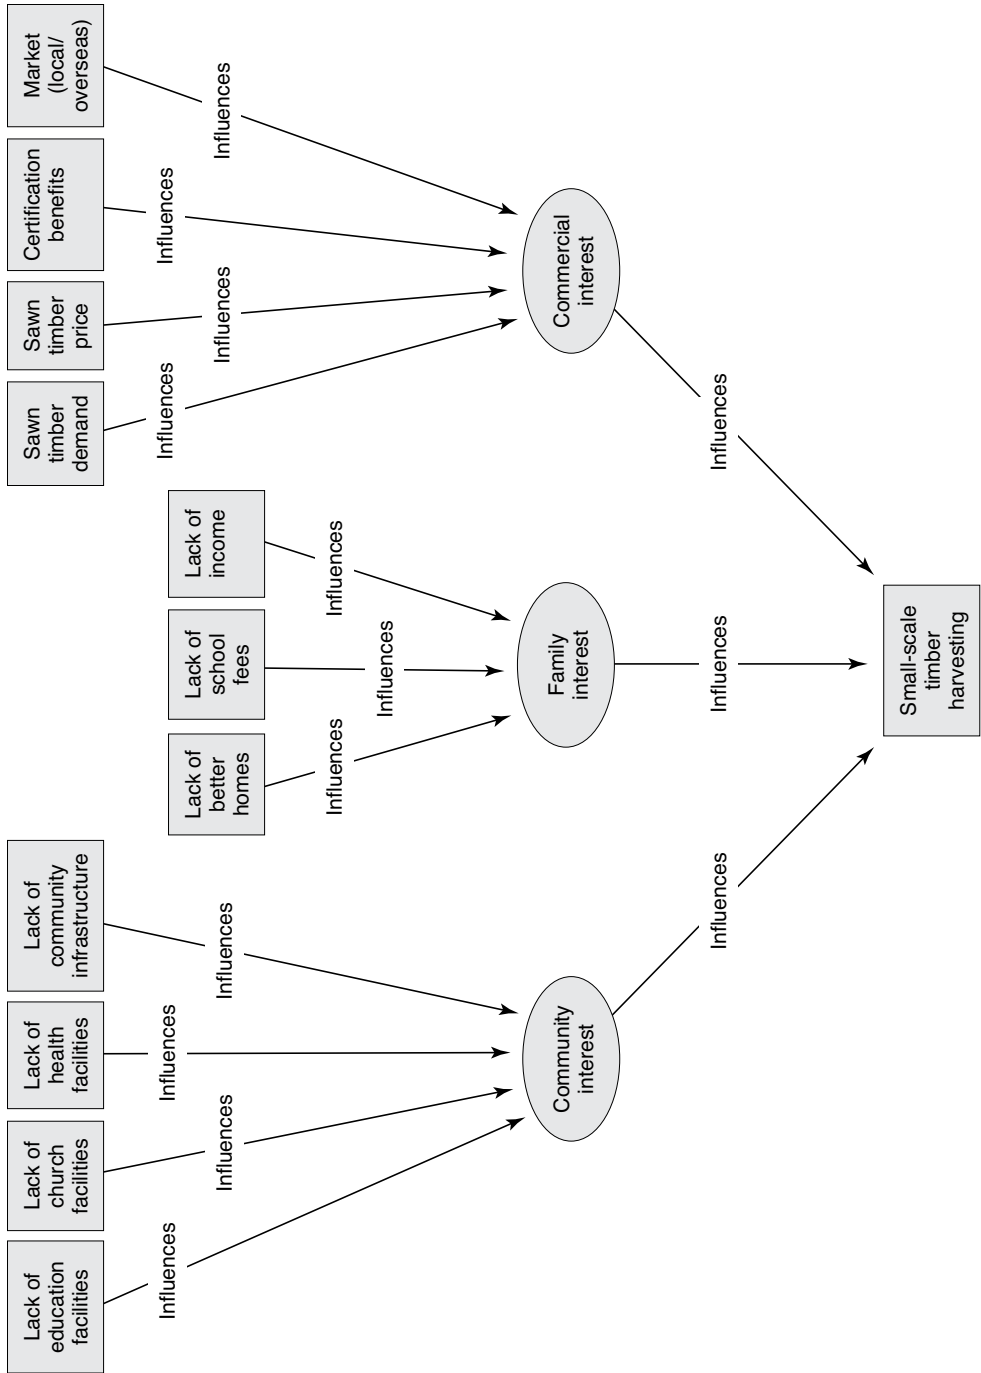 Lack of
education
facilities
Lack of
church
facilities
Lack of
health
facilities
Lack of
community
infrastructure
Lack of
better
homes
Lack of
school
fees
Lack of
income
Sawn
timber
demand
Sawn
timber
price
Certification
benefits
Market
(local/
overseas)
Influences
Influences
Influences
Influences
Influences
Influences
Influences
Influences
Influences
Influences
Influences
Community
interest
Family
interest
Commercial
interest
Influences
Influences
Influences
Small-scale
timber
harvesting